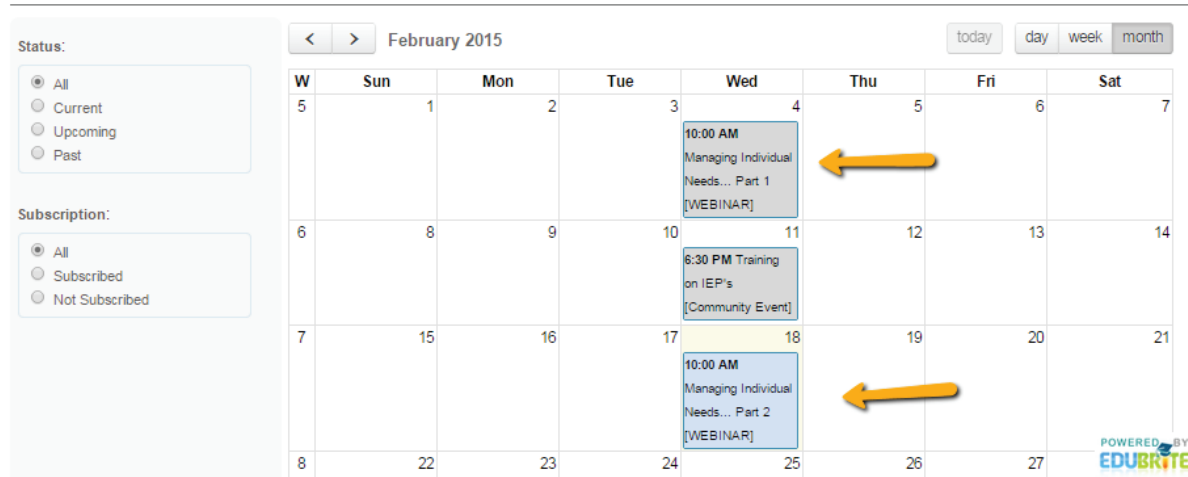 Status:
All
Current
Upcoming
Past
Subscription:
All
Subscribed
Not Subscribed
< > February 2015
today day week month
W Sun Mon Tue Wed Thu Fri Sat
5 1 2 3 4 5 6 7
10:00 AM
Managing Individual
Needs... Part 1
[WEBINAR]
6 8 9 10 11 12 13 14
6:30 PM Training
on IEP's
[Community Event]
7 15 16 17 18 19 20 21
10:00 AM
Managing Individual
Needs... Part 2
[WEBINAR]
8 22 23 24 25 26 27
POWERED BY
EDUBRITE